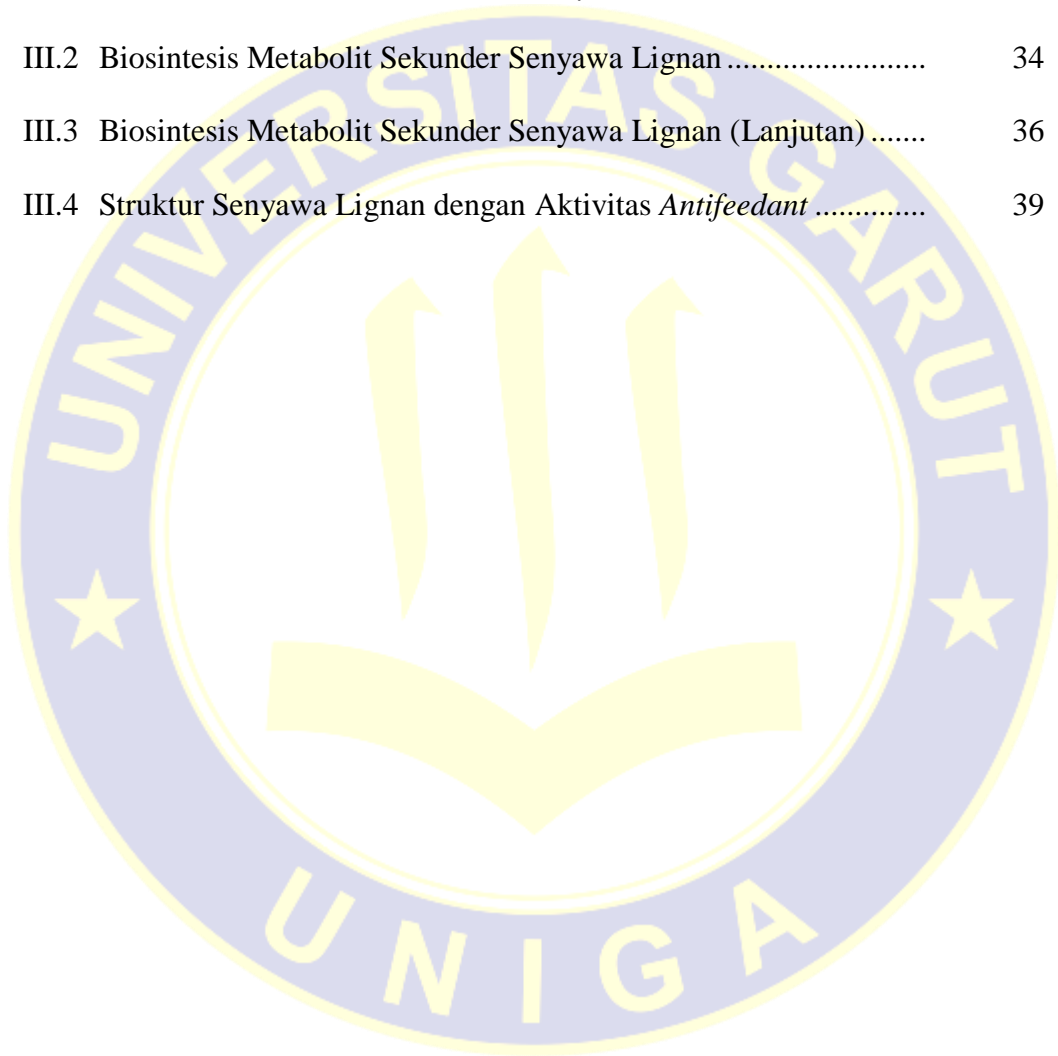 III.2 Biosintesis Metabolit Sekunder Senyawa Lignan ........................ 34
III.3 Biosintesis Metabolit Sekunder Senyawa Lignan (Lanjutan) ....... 36
III.4 Struktur Senyawa Lignan dengan Aktivitas Antifeedant .............. 39
UNIVERSITAS GARUT
UNIGA